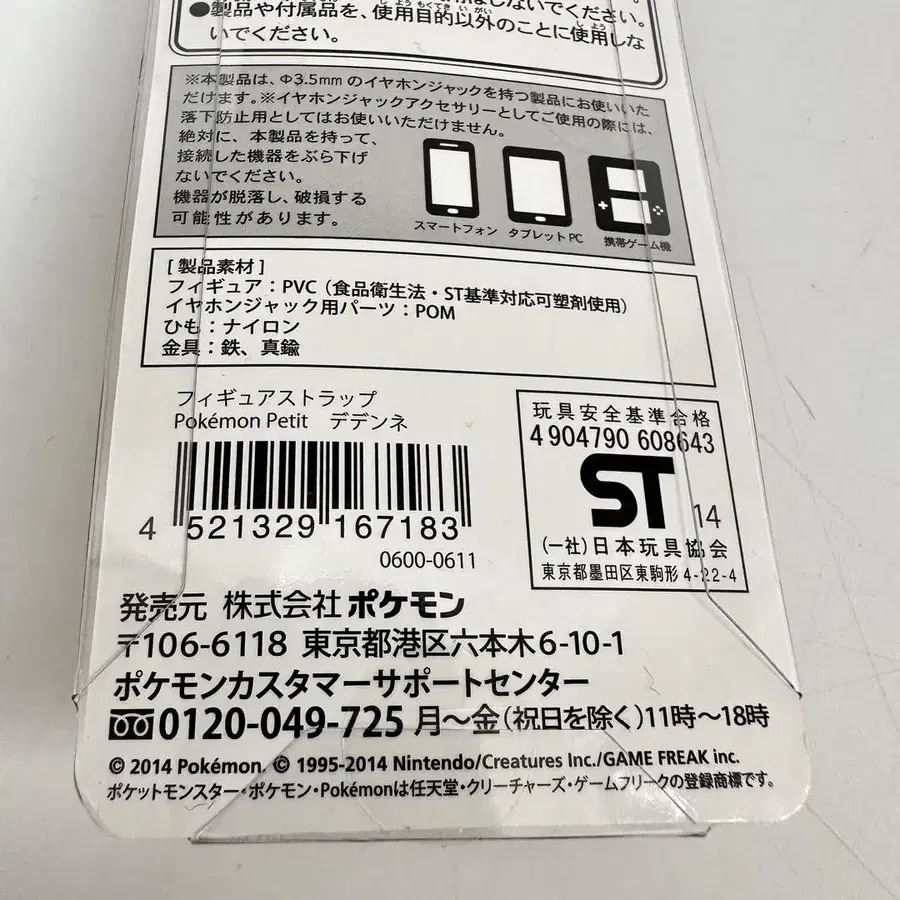 はしないでください。
●製品や付属品を、使用目的以外のことに使用しな
いでください。
※本製品は、Φ3.5mmのイヤホンジャックを持つ製品にお使いいた
だけます。※イヤホンジャックアクセサリーとしてご使用の際には、
落下防止用としてはお使いいただけません。
絶対に、本製品を持って、
接続した機器をぶら下げ
ないでください。
機器が脱落し、破損する
可能性があります。
スマートフォン タブレットPC 携帯ゲーム機
[製品素材]
フィギュア：PVC（食品衛生法・ST基準対応可塑剤使用）
イヤホンジャック用パーツ：POM
ひも：ナイロン
金具：鉄、真鍮
フィギュアストラップ
Pokémon Petit デデンネ
4 521329 167183
0600-0611
玩具安全基準合格
4 904790 608643
ST 14
(一社)日本玩具協会
東京都墨田区東駒形4-22-4
発売元 株式会社ポケモン
〒106-6118 東京都港区六本木6-10-1
ポケモンカスタマーサポートセンター
0120-049-725 月～金(祝日を除く)11時～18時
© 2014 Pokémon. © 1995-2014 Nintendo/Creatures Inc./GAME FREAK inc.
ポケットモンスター・ポケモン・Pokémonは任天堂・クリーチャーズ・ゲームフリークの登録商標です。